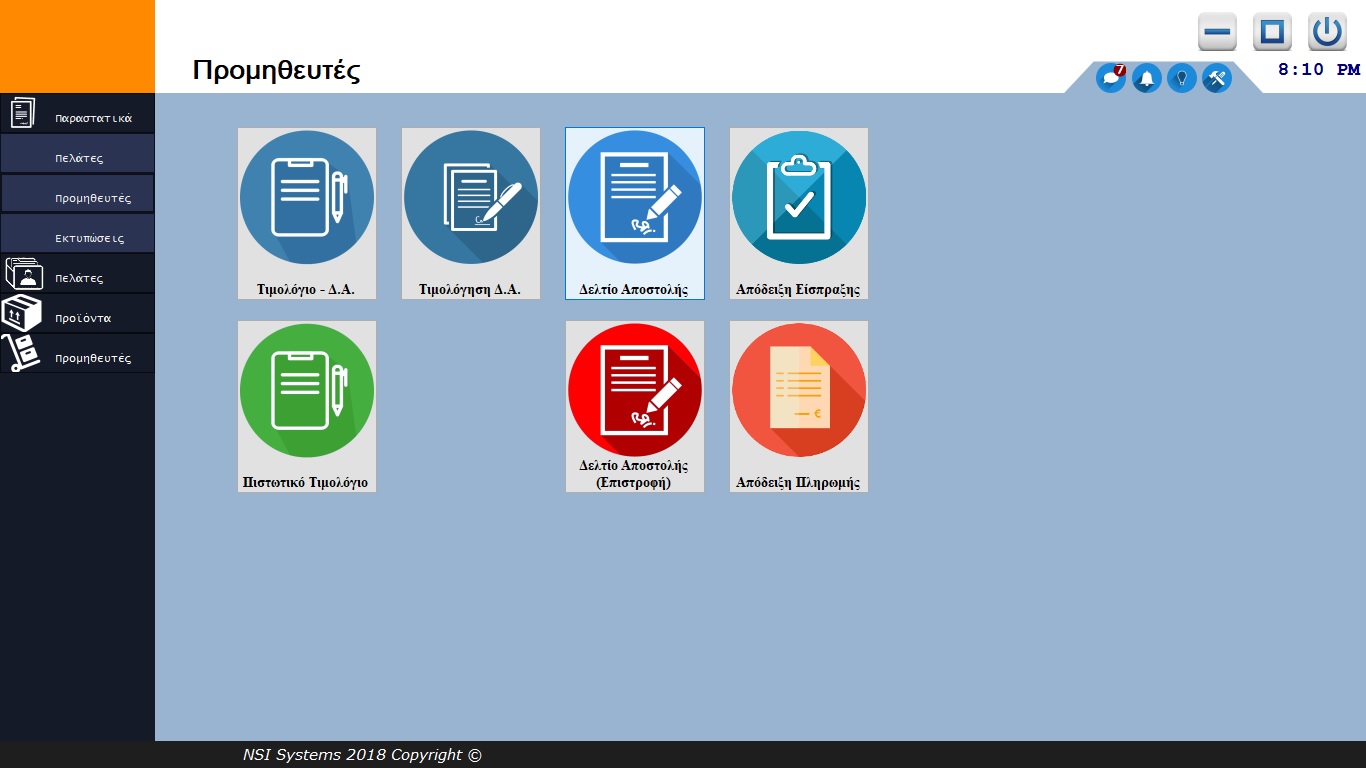 Προμηθευτές
7
8:10 PM
Παραστατικά
Πελάτες
Προμηθευτές
Εκτυπώσεις
Πελάτες
Προϊόντα
Προμηθευτές
Τιμολόγιο - Δ.Α.
Τιμολόγηση Δ.Α.
Δελτίο Αποστολής
Απόδειξη Είσπραξης
Πιστωτικό Τιμολόγιο
Δελτίο Αποστολής
(Επιστροφή)
Απόδειξη Πληρωμής
NSI Systems 2018 Copyright ©